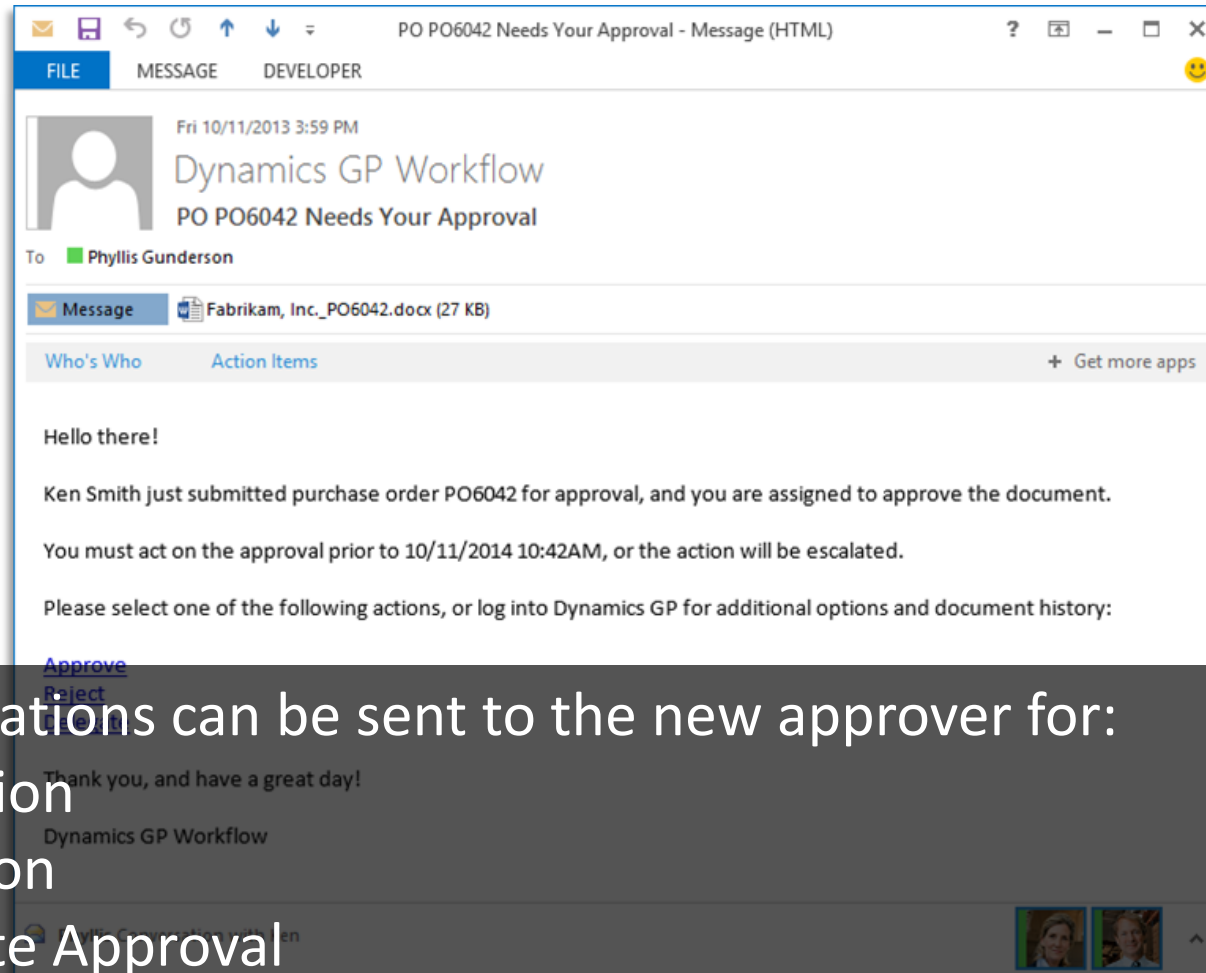 PO PO6042 Needs Your Approval - Message (HTML)
FILE MESSAGE DEVELOPER
Fri 10/11/2013 3:59 PM
Dynamics GP Workflow
PO PO6042 Needs Your Approval
To Phyllis Gunderson
Message Fabrikam, Inc._PO6042.docx (27 KB)
Who's Who Action Items + Get more apps
Hello there!
Ken Smith just submitted purchase order PO6042 for approval, and you are assigned to approve the document.
You must act on the approval prior to 10/11/2014 10:42AM, or the action will be escalated.
Please select one of the following actions, or log into Dynamics GP for additional options and document history:
Approve
Reject
Delegate
ations can be sent to the new approver for:
Thank you, and have a great day!
ion
Dynamics GP Workflow
on
te Approval